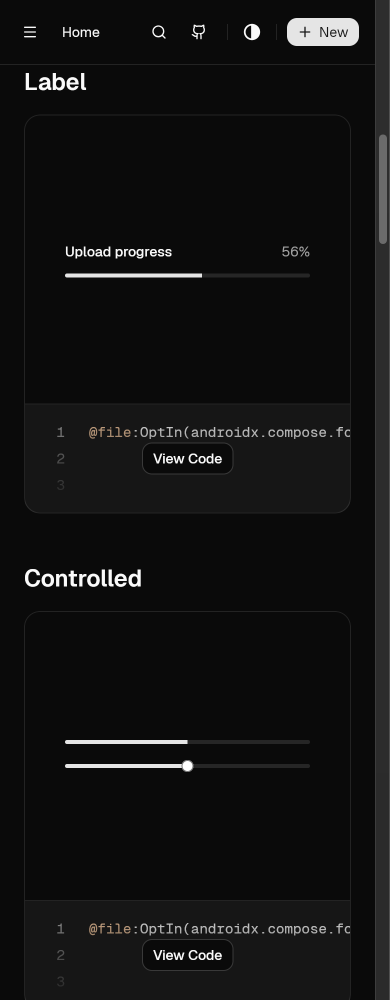 Home
New
Label
Upload progress 56%
1 @file:OptIn(androidx.compose.fo
2
View Code
3
Controlled
1 @file:OptIn(androidx.compose.fo
2
View Code
3